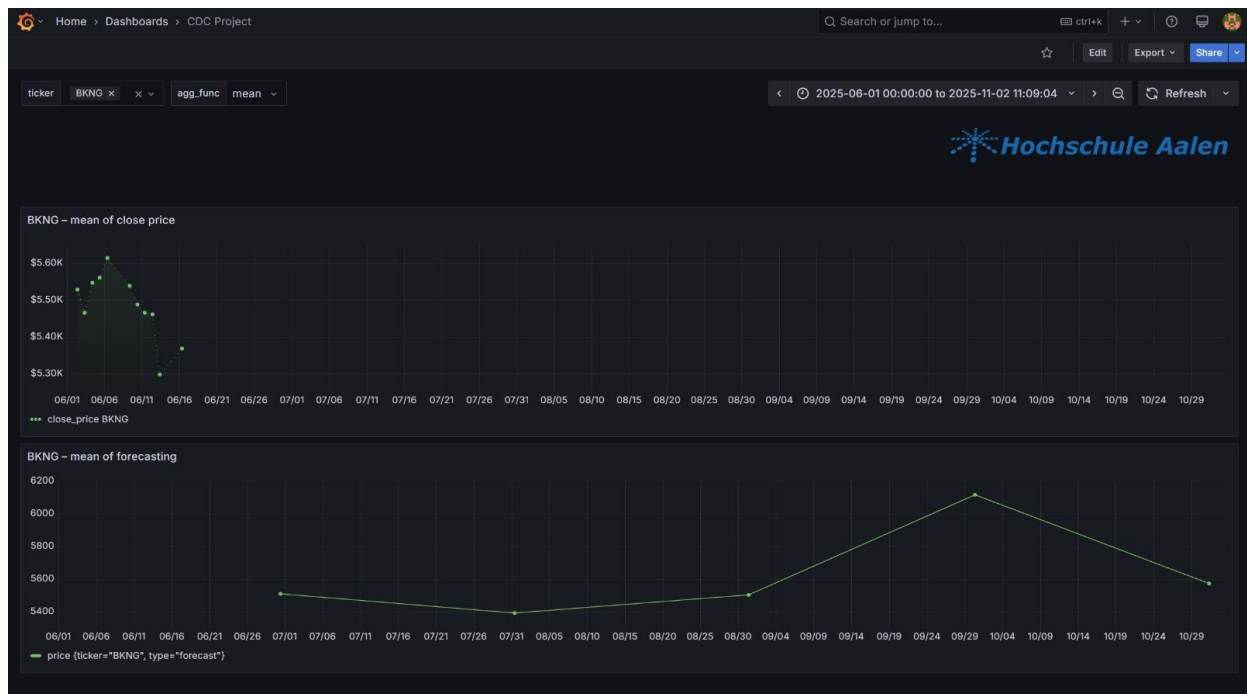 Home › Dashboards › CDC Project
Search or jump to...
ctrl+k
Edit
Export
Share
ticker
BKNG ×
agg_func
mean
2025-06-01 00:00:00 to 2025-11-02 11:09:04
Refresh
Hochschule Aalen
BKNG – mean of close price
$5.60K
$5.50K
$5.40K
$5.30K
06/01 06/06 06/11 06/16 06/21 06/26 07/01 07/06 07/11 07/16 07/21 07/26 07/31 08/05 08/10 08/15 08/20 08/25 08/30 09/04 09/09 09/14 09/19 09/24 09/29 10/04 10/09 10/14 10/19 10/24 10/29
close_price BKNG
BKNG – mean of forecasting
6200
6000
5800
5600
5400
06/01 06/06 06/11 06/16 06/21 06/26 07/01 07/06 07/11 07/16 07/21 07/26 07/31 08/05 08/10 08/15 08/20 08/25 08/30 09/04 09/09 09/14 09/19 09/24 09/29 10/04 10/09 10/14 10/19 10/24 10/29
price {ticker="BKNG", type="forecast"}